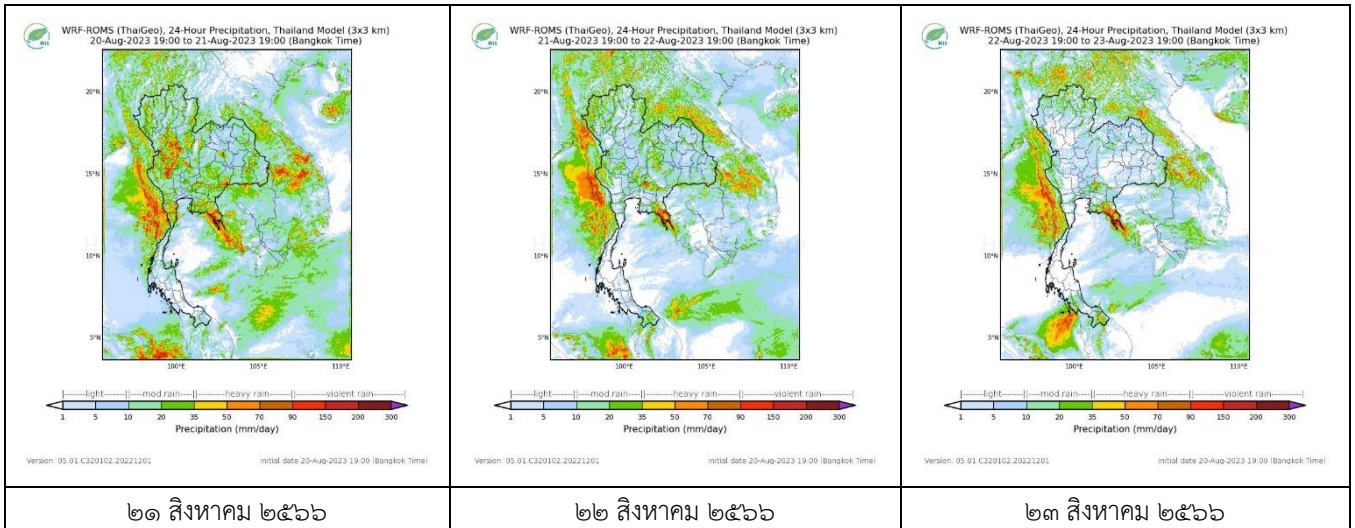 WRF-ROMS (ThaiGeo), 24-Hour Precipitation, Thailand Model (3x3 km)
20-Aug-2023 19:00 to 21-Aug-2023 19:00 (Bangkok Time)
HII
20°N
15°N
10°N
5°N
100°E 105°E 110°E
|-------light-------||---mod rain---||-------heavy rain-------||-------violent rain-------|
1 5 10 20 35 50 70 90 150 200 300
Precipitation (mm/day)
Version: 05.01.C320102.20221201 initial date 20-Aug-2023 19:00 (Bangkok Time)
๒๑ สิงหาคม ๒๕๖๖
WRF-ROMS (ThaiGeo), 24-Hour Precipitation, Thailand Model (3x3 km)
21-Aug-2023 19:00 to 22-Aug-2023 19:00 (Bangkok Time)
HII
20°N
15°N
10°N
5°N
100°E 105°E 110°E
|-------light-------||---mod rain---||-------heavy rain-------||-------violent rain-------|
1 5 10 20 35 50 70 90 150 200 300
Precipitation (mm/day)
Version: 05.01.C320102.20221201 initial date 20-Aug-2023 19:00 (Bangkok Time)
๒๒ สิงหาคม ๒๕๖๖
WRF-ROMS (ThaiGeo), 24-Hour Precipitation, Thailand Model (3x3 km)
22-Aug-2023 19:00 to 23-Aug-2023 19:00 (Bangkok Time)
HII
20°N
15°N
10°N
5°N
100°E 105°E 110°E
|-------light-------||---mod rain---||-------heavy rain-------||-------violent rain-------|
1 5 10 20 35 50 70 90 150 200 300
Precipitation (mm/day)
Version: 05.01.C320102.20221201 initial date 20-Aug-2023 19:00 (Bangkok Time)
๒๓ สิงหาคม ๒๕๖๖